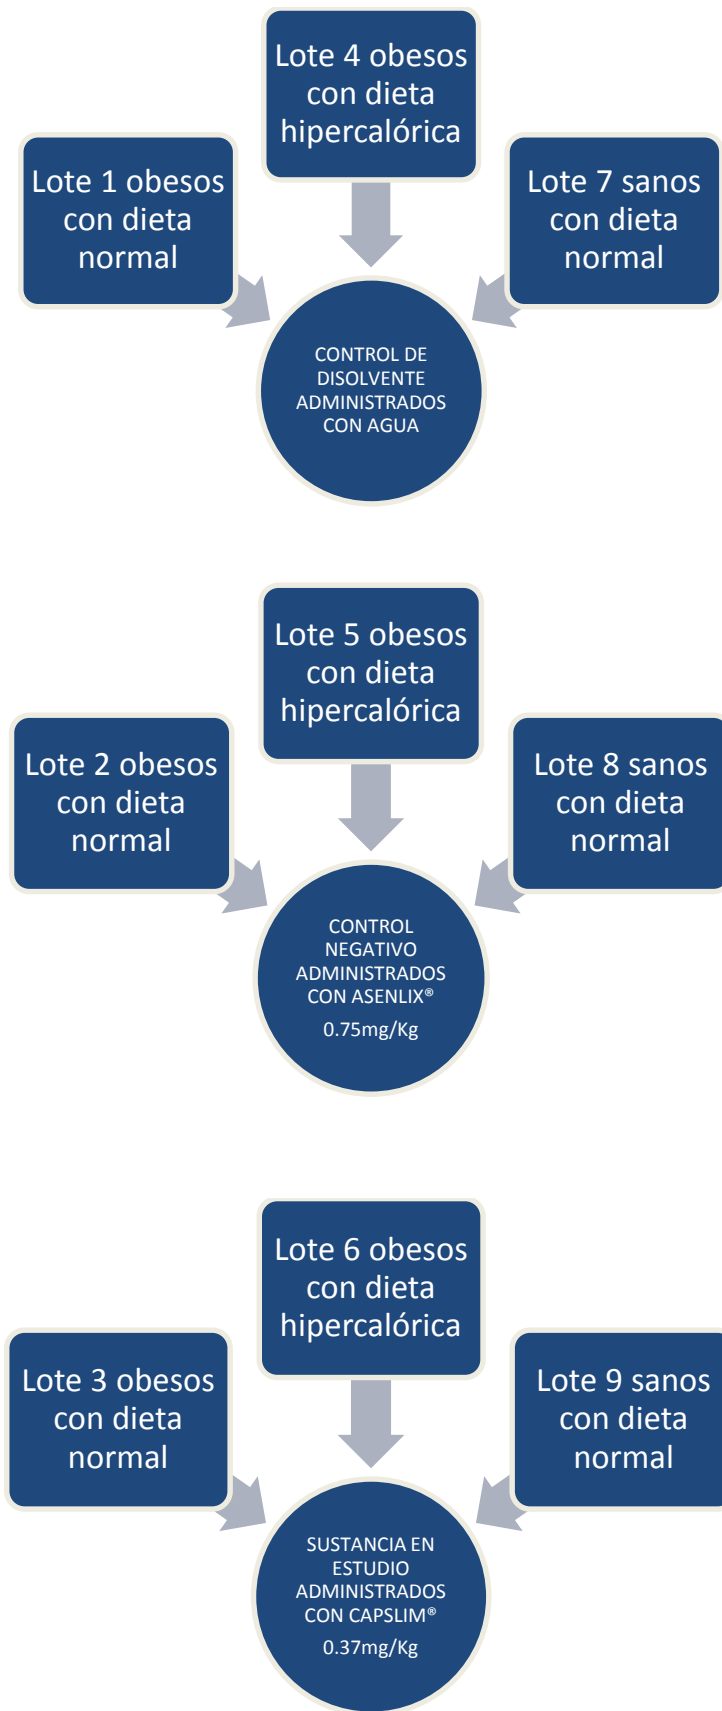 Lote 4 obesos
con dieta
hipercalórica
Lote 1 obesos
con dieta
normal
Lote 7 sanos
con dieta
normal
CONTROL DE
DISOLVENTE
ADMINISTRADOS
CON AGUA
Lote 5 obesos
con dieta
hipercalórica
Lote 2 obesos
con dieta
normal
Lote 8 sanos
con dieta
normal
CONTROL
NEGATIVO
ADMINISTRADOS
CON ASENLIX®
0.75mg/Kg
Lote 6 obesos
con dieta
hipercalórica
Lote 3 obesos
con dieta
normal
Lote 9 sanos
con dieta
normal
SUSTANCIA EN
ESTUDIO
ADMINISTRADOS
CON CAPSLIM®
0.37mg/Kg